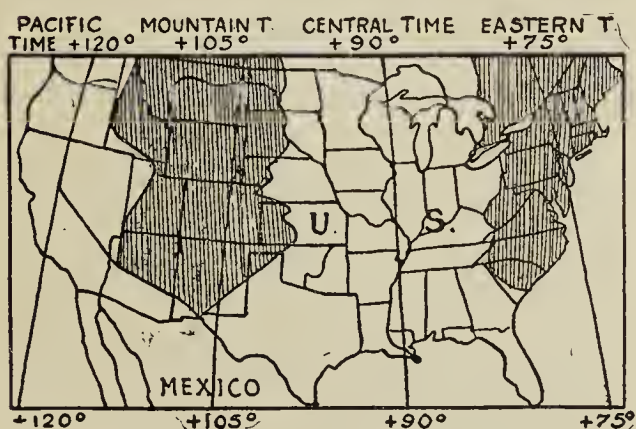 PACIFIC MOUNTAIN T. CENTRAL TIME EASTERN T.
TIME +120° +105° +90° +75°
U. S.
MEXICO
+120° +105° +90° +75°